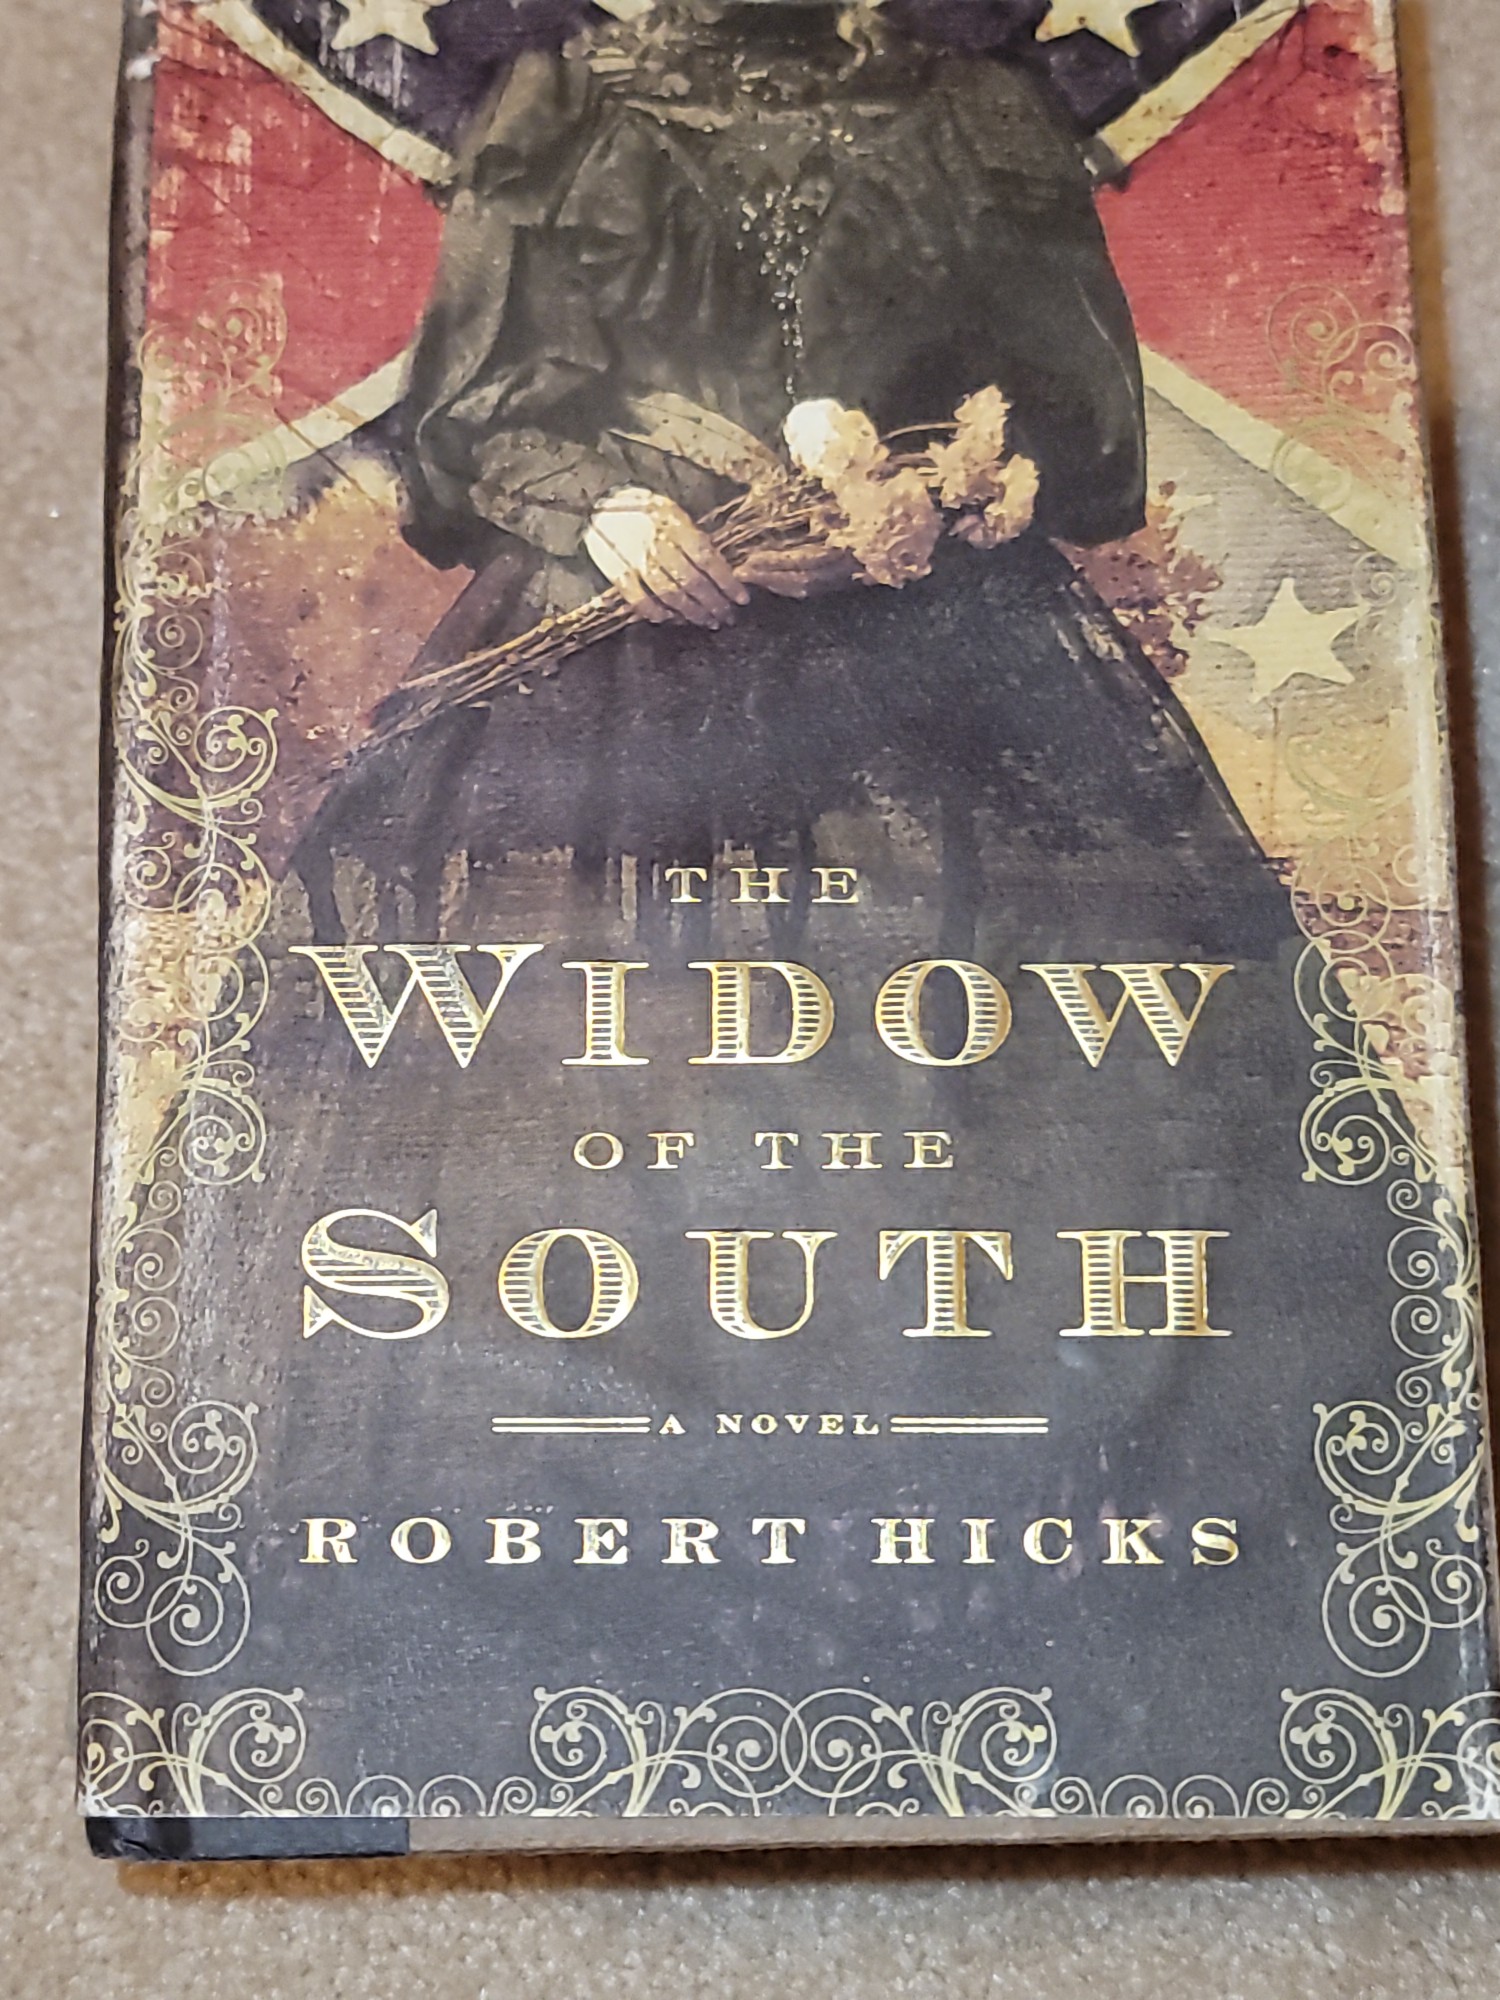 THE
WIDOW
OF THE
SOUTH
A NOVEL
ROBERT HICKS